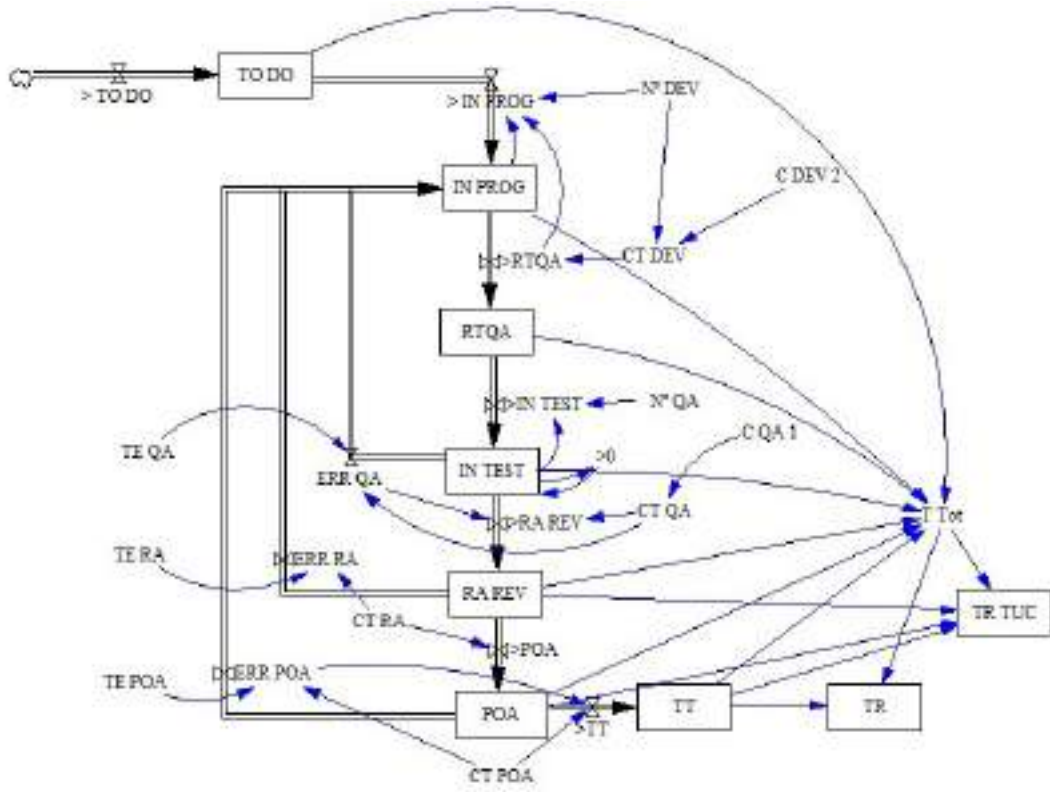 TO DO
> TO DO
> IN PROG
Nº DEV
IN PROG
C DEV 2
>RTQA
CT DEV
RTQA
>IN TEST
Nº QA
C QA 1
TE QA
IN TEST
>0
ERR QA
>RA REV
CT QA
T Tot
TE RA
ERR RA
RA REV
TR TUC
CT RA
>POA
TE POA
ERR POA
POA
>TT
TT
TR
CT POA